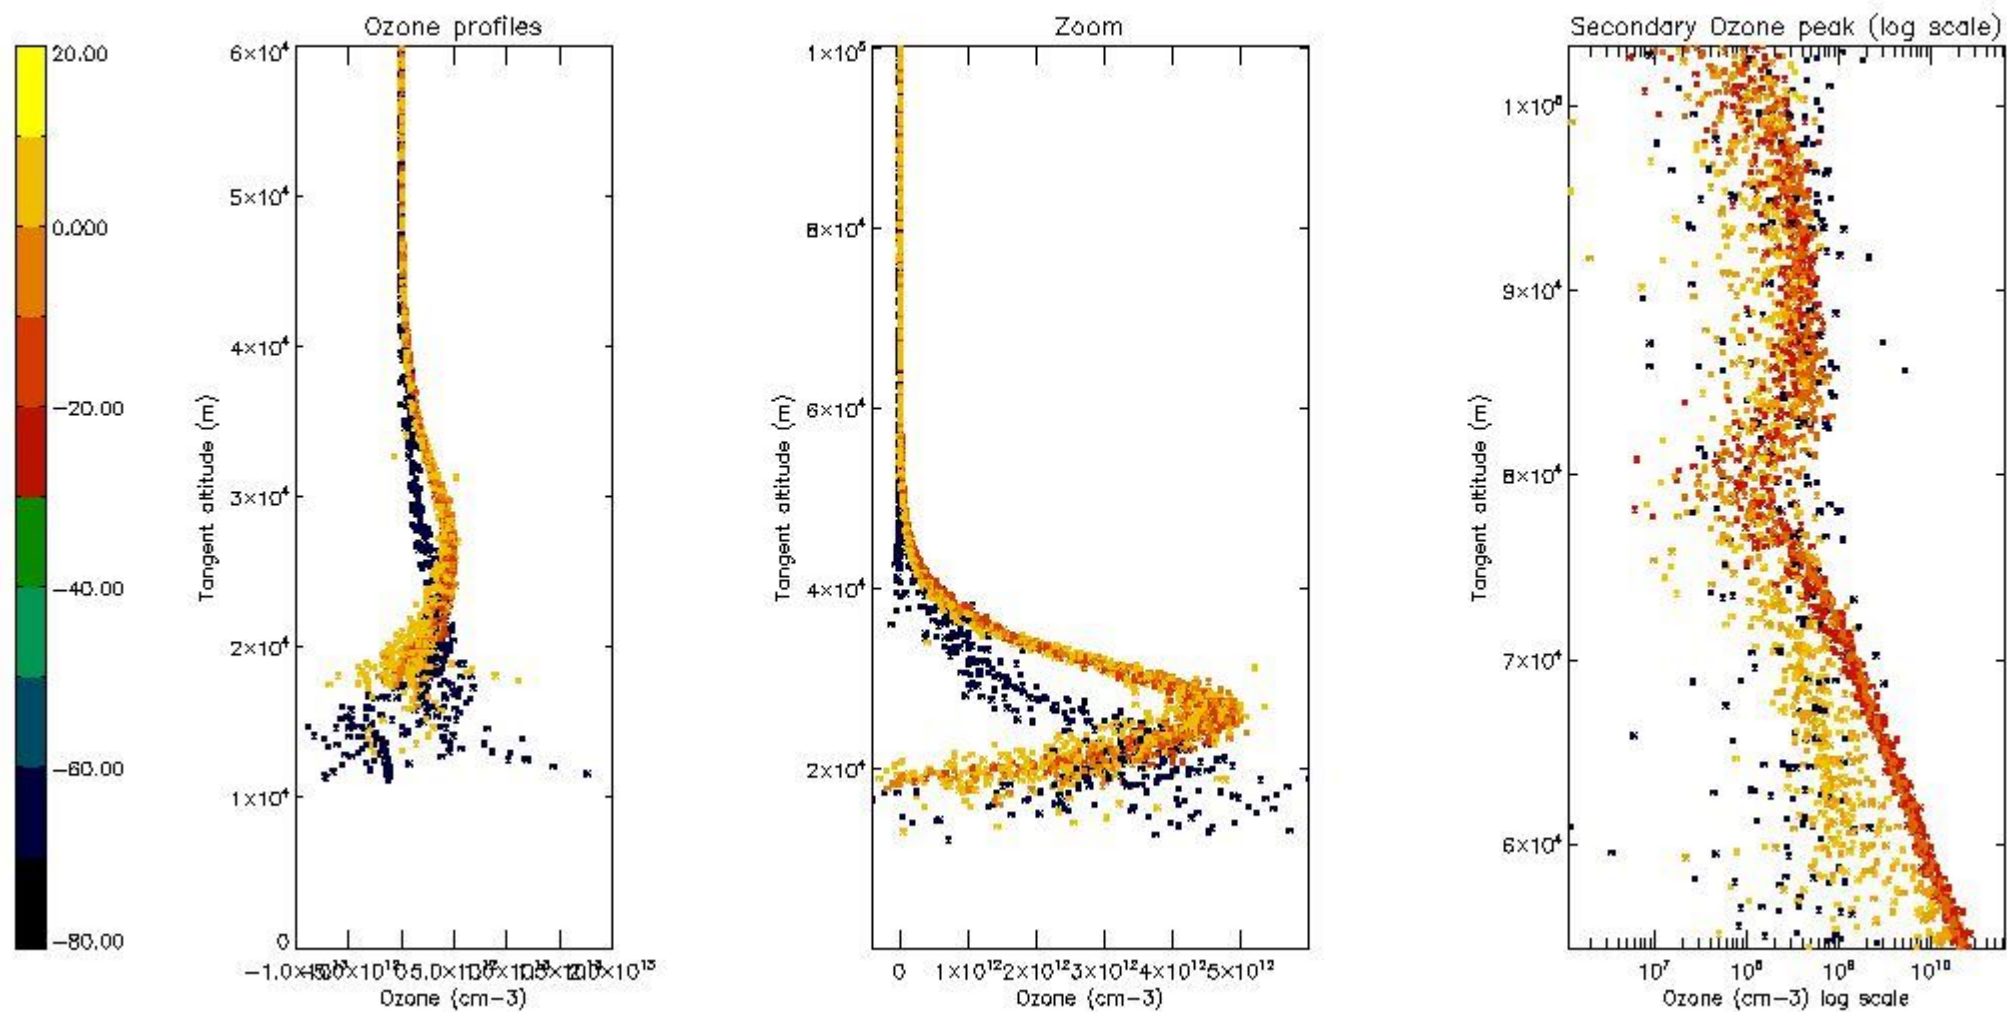 Ozone profiles
Zoom
Secondary Ozone peak (log scale)
20.00
0.000
−20.00
−40.00
−60.00
−80.00
6×10⁴
5×10⁴
4×10⁴
3×10⁴
2×10⁴
1×10⁴
0
Tangent altitude (m)
Ozone (cm−3)
1×10⁵
8×10⁴
6×10⁴
4×10⁴
2×10⁴
Tangent altitude (m)
0 1×10¹² 2×10¹² 3×10¹² 4×10¹² 5×10¹²
Ozone (cm−3)
9×10⁴
8×10⁴
7×10⁴
6×10⁴
Tangent altitude (m)
10⁷ 10⁸ 10⁹ 10¹⁰
Ozone (cm−3) log scale